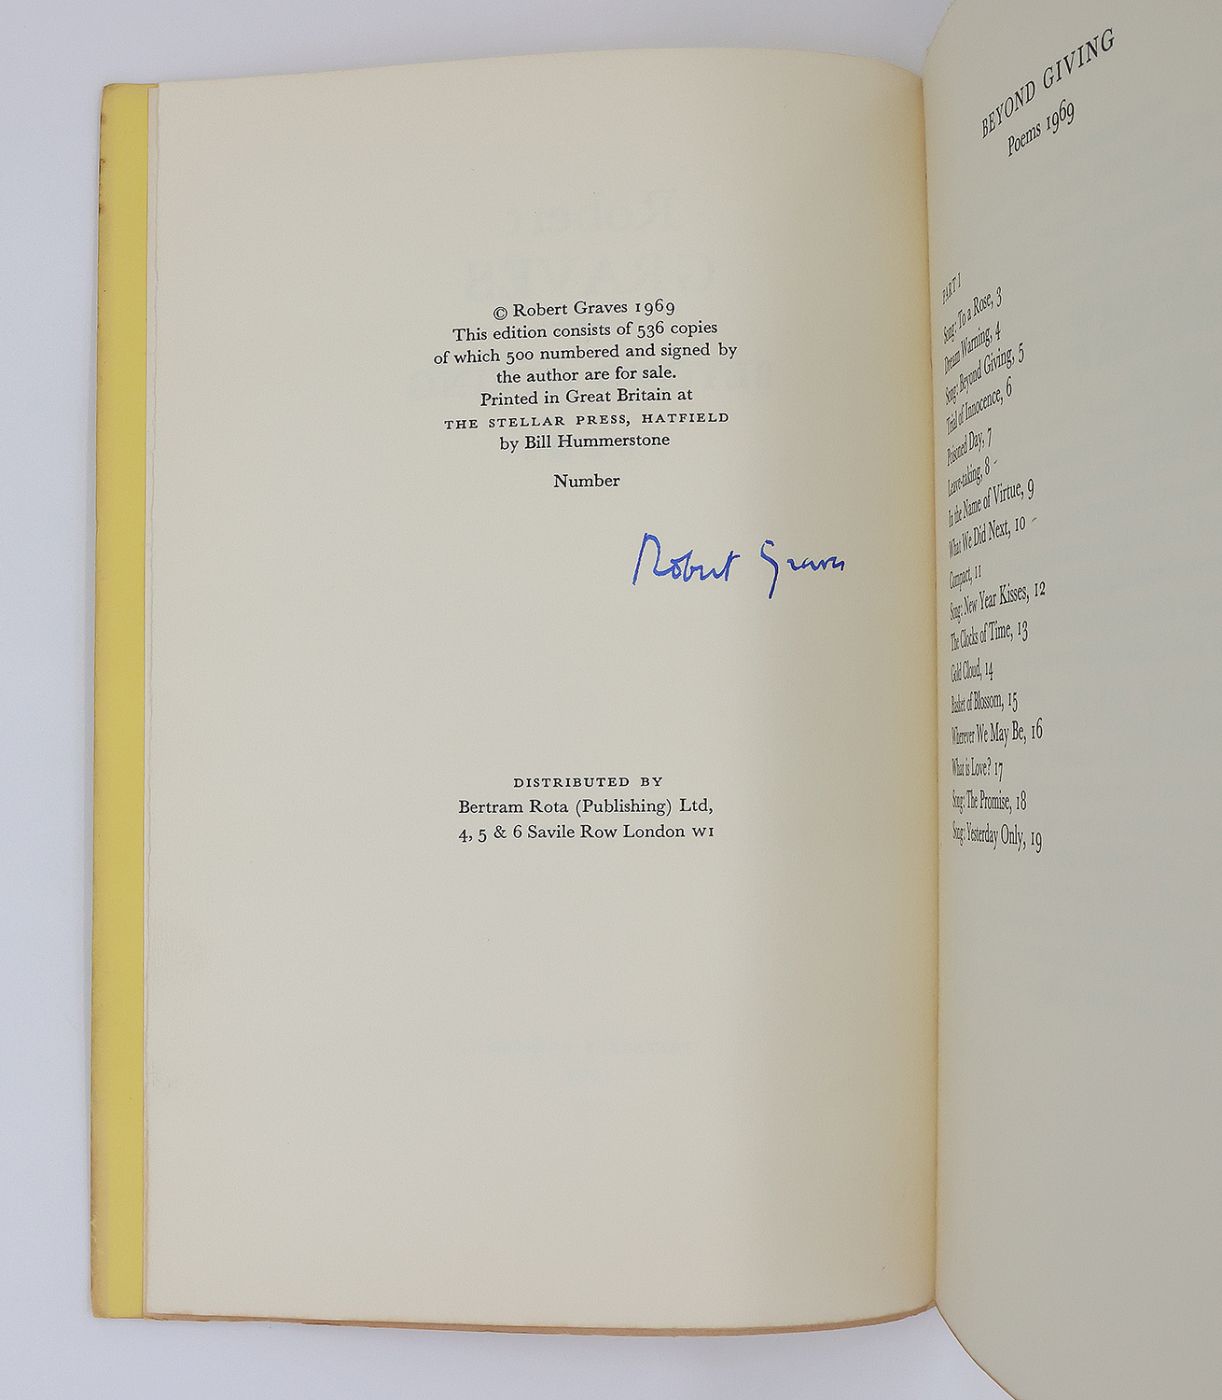 © Robert Graves 1969
This edition consists of 536 copies
of which 500 numbered and signed by
the author are for sale.
Printed in Great Britain at
THE STELLAR PRESS, HATFIELD
by Bill Hummerstone
Number
Robert Graves
DISTRIBUTED BY
Bertram Rota (Publishing) Ltd,
4, 5 & 6 Savile Row London W1
BEYOND GIVING
Poems 1969
PART I
Song: To a Rose, 3
Dream Warning, 4
Song: Beyond Giving, 5
Trial of Innocence, 6
Poisoned Day, 7
Leave-taking, 8
In the Name of Virtue, 9
What We Did Next, 10
Compact, 11
Song: New Year Kisses, 12
The Clocks of Time, 13
Gold Cloud, 14
Basket of Blossom, 15
Wherever We May Be, 16
What is Love? 17
Song: The Promise, 18
Song: Yesterday Only, 19